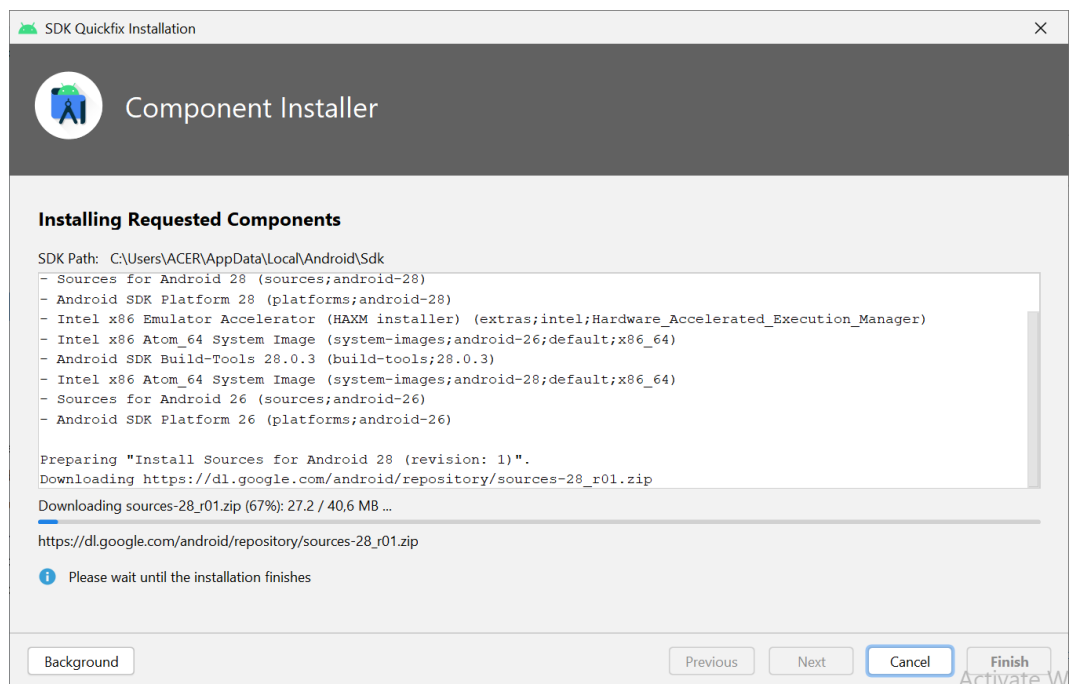 SDK Quickfix Installation
Component Installer
Installing Requested Components
SDK Path: C:\Users\ACER\AppData\Local\Android\Sdk
- Sources for Android 28 (sources;android-28)
- Android SDK Platform 28 (platforms;android-28)
- Intel x86 Emulator Accelerator (HAXM installer) (extras;intel;Hardware_Accelerated_Execution_Manager)
- Intel x86 Atom_64 System Image (system-images;android-26;default;x86_64)
- Android SDK Build-Tools 28.0.3 (build-tools;28.0.3)
- Intel x86 Atom_64 System Image (system-images;android-28;default;x86_64)
- Sources for Android 26 (sources;android-26)
- Android SDK Platform 26 (platforms;android-26)
Preparing "Install Sources for Android 28 (revision: 1)".
Downloading https://dl.google.com/android/repository/sources-28_r01.zip
Downloading sources-28_r01.zip (67%): 27.2 / 40,6 MB ...
https://dl.google.com/android/repository/sources-28_r01.zip
Please wait until the installation finishes
Background Previous Next Cancel Finish
Activate W